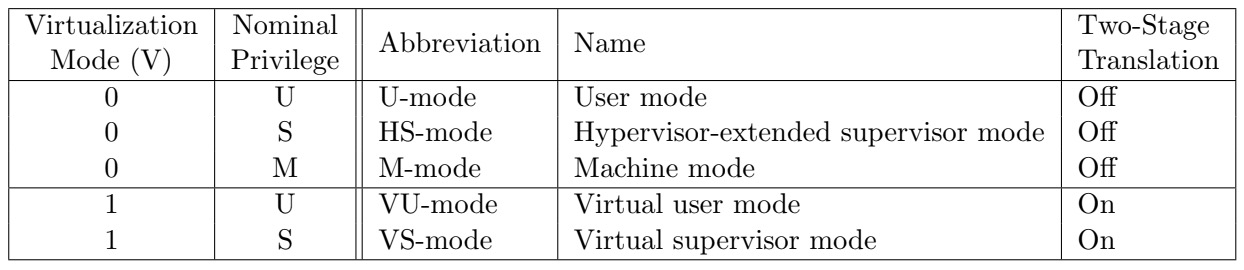 Virtualization Mode (V) | Nominal Privilege | Abbreviation | Name | Two-Stage Translation
0 | U | U-mode | User mode | Off
0 | S | HS-mode | Hypervisor-extended supervisor mode | Off
0 | M | M-mode | Machine mode | Off
1 | U | VU-mode | Virtual user mode | On
1 | S | VS-mode | Virtual supervisor mode | On